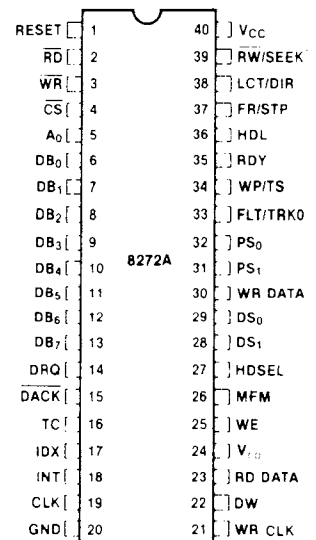 RESET 1 40 VCC
RD 2 39 RW/SEEK
WR 3 38 LCT/DIR
CS 4 37 FR/STP
A0 5 36 HDL
DB0 6 35 RDY
DB1 7 34 WP/TS
DB2 8 33 FLT/TRK0
DB3 9 32 PS0
8272A
DB4 10 31 PS1
DB5 11 30 WR DATA
DB6 12 29 DS0
DB7 13 28 DS1
DRQ 14 27 HDSEL
DACK 15 26 MFM
TC 16 25 WE
IDX 17 24
INT 18 23 RD DATA
CLK 19 22 DW
GND 20 21 WR CLK